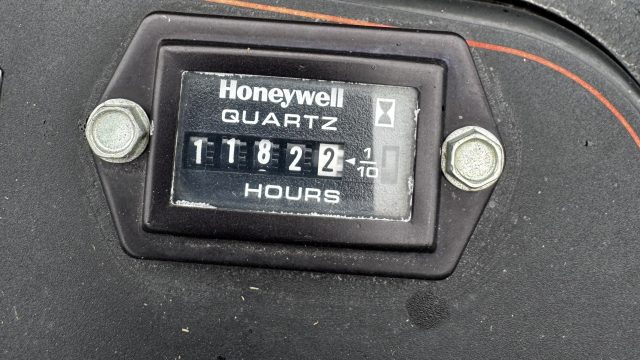 Honeywell
QUARTZ
11822 ◄ 1/10
HOURS